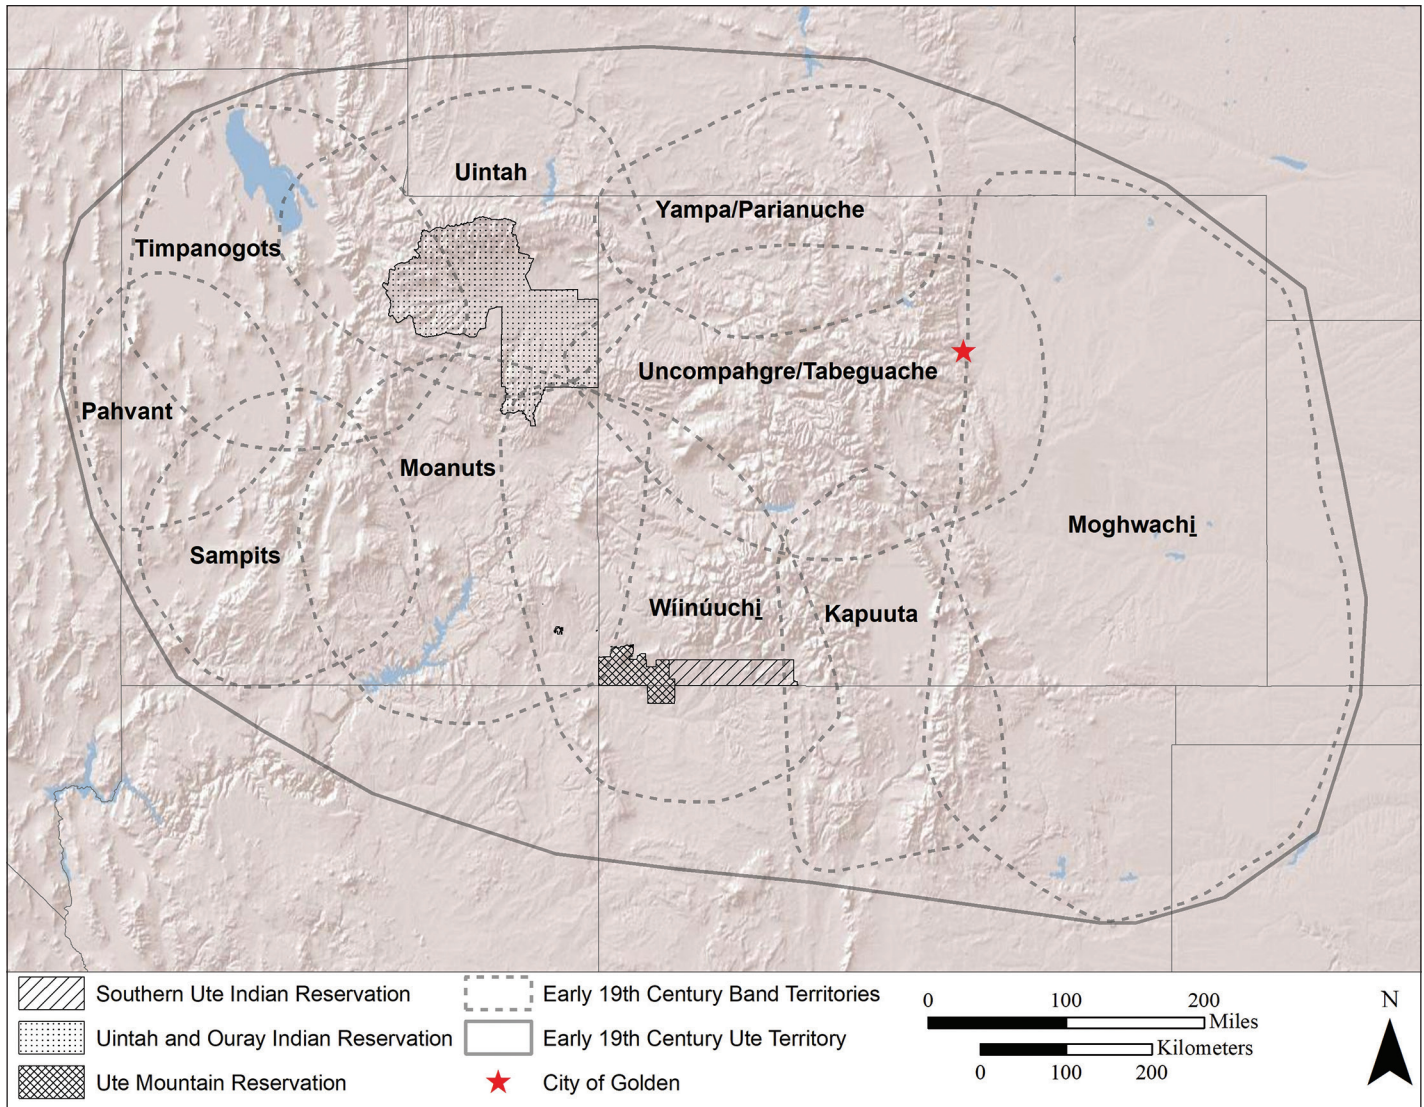 Uintah
Yampa/Parianuche
Timpanogots
Uncompahgre/Tabeguache
Pahvant
Moanuts
Moghwachi̱
Sampits
Wíinúuchi̱
Kapuuta
Southern Ute Indian Reservation
Uintah and Ouray Indian Reservation
Ute Mountain Reservation
Early 19th Century Band Territories
Early 19th Century Ute Territory
City of Golden
0 100 200
Miles
Kilometers
0 100 200
N